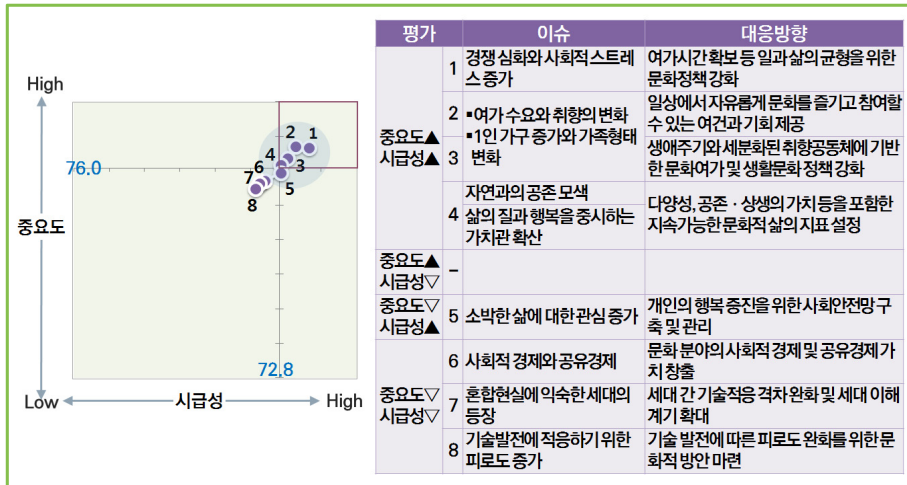 High
중요도
76.0
2 1
4
6 3
7 5
8
72.8
Low 시급성 High
평가 이슈 대응방향
중요도▲
시급성▲
1 경쟁 심화와 사회적 스트레
스 증가
여가시간 확보 등 일과 삶의 균형을 위한
문화정책 강화
2 ▪여가 수요와 취향의 변화
3 ▪1인 가구 증가와 가족형태
변화
일상에서 자유롭게 문화를 즐기고 참여할
수 있는 여건과 기회 제공
생애주기와 세분화된 취향공동체에 기반
한 문화여가 및 생활문화 정책 강화
4 자연과의 공존 모색
삶의 질과 행복을 중시하는
가치관 확산
다양성, 공존 · 상생의 가치 등을 포함한
지속가능한 문화적 삶의 지표 설정
중요도▲
시급성▽
–
중요도▽
시급성▲
5 소박한 삶에 대한 관심 증가
개인의 행복 증진을 위한 사회안전망 구
축 및 관리
중요도▽
시급성▽
6 사회적 경제와 공유경제
문화 분야의 사회적 경제 및 공유경제 가
치 창출
7 혼합현실에 익숙한 세대의
등장
세대 간 기술적응 격차 완화 및 세대 이해
계기 확대
8 기술발전에 적응하기 위한
피로도 증가
기술 발전에 따른 피로도 완화를 위한 문
화적 방안 마련